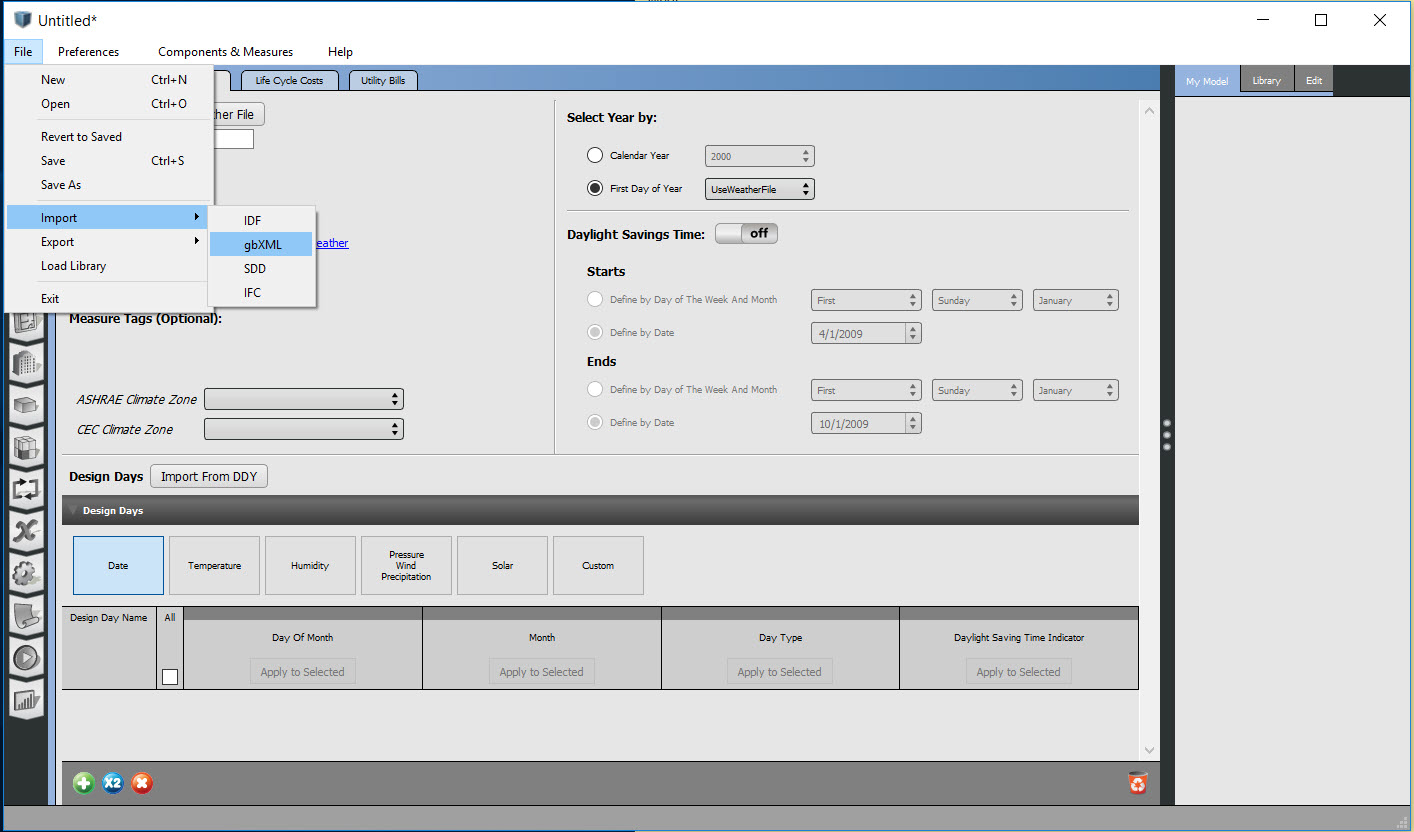 Untitled*
File Preferences Components & Measures Help
New Ctrl+N
Open Ctrl+O
Revert to Saved
Save Ctrl+S
Save As
Import
Export
Load Library
Exit
IDF
gbXML
SDD
IFC
Life Cycle Costs Utility Bills
My Model Library Edit
her File
eather
Measure Tags (Optional):
ASHRAE Climate Zone
CEC Climate Zone
Select Year by:
Calendar Year 2000
First Day of Year UseWeatherFile
Daylight Savings Time: off
Starts
Define by Day of The Week And Month First Sunday January
Define by Date 4/1/2009
Ends
Define by Day of The Week And Month First Sunday January
Define by Date 10/1/2009
Design Days Import From DDY
Design Days
Date Temperature Humidity Pressure Wind Precipitation Solar Custom
Design Day Name All Day Of Month Month Day Type Daylight Saving Time Indicator
Apply to Selected Apply to Selected Apply to Selected Apply to Selected
X2